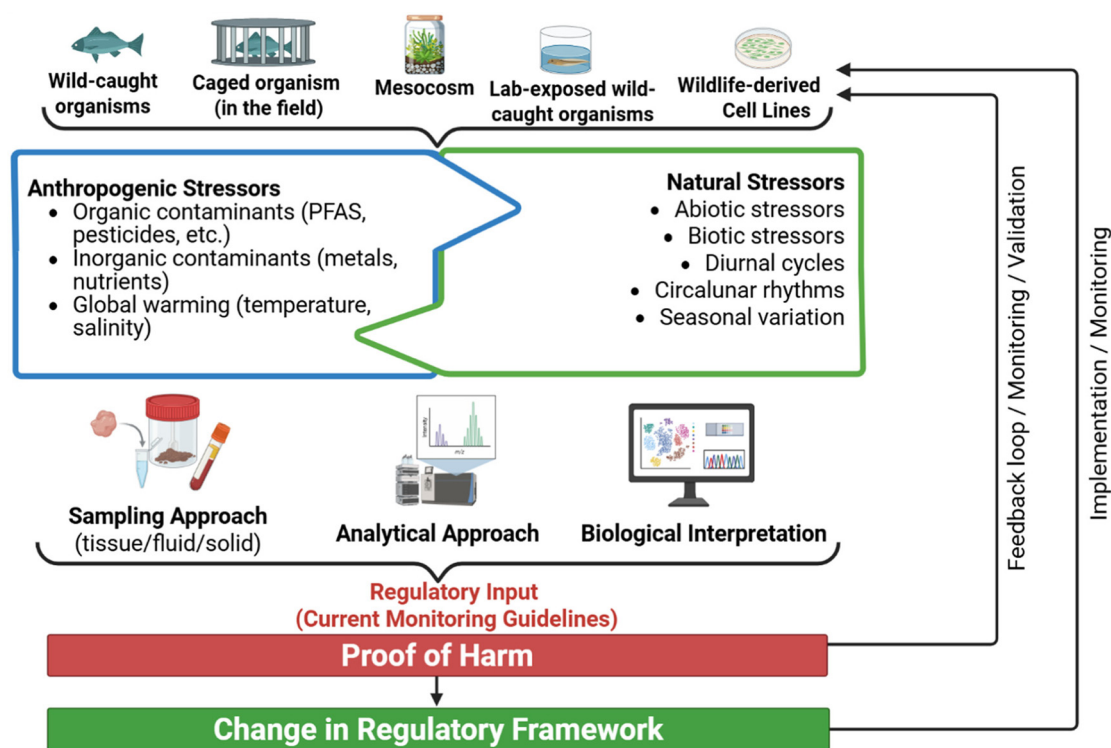 Wild-caught
organisms
Caged organism
(in the field)
Mesocosm
Lab-exposed wild-
caught organisms
Wildlife-derived
Cell Lines
Anthropogenic Stressors
• Organic contaminants (PFAS,
pesticides, etc.)
• Inorganic contaminants (metals,
nutrients)
• Global warming (temperature,
salinity)
Natural Stressors
• Abiotic stressors
• Biotic stressors
• Diurnal cycles
• Circalunar rhythms
• Seasonal variation
Intensity
m/z
Sampling Approach
(tissue/fluid/solid)
Analytical Approach
Biological Interpretation
Regulatory Input
(Current Monitoring Guidelines)
Proof of Harm
Change in Regulatory Framework
Feedback loop / Monitoring / Validation
Implementation / Monitoring